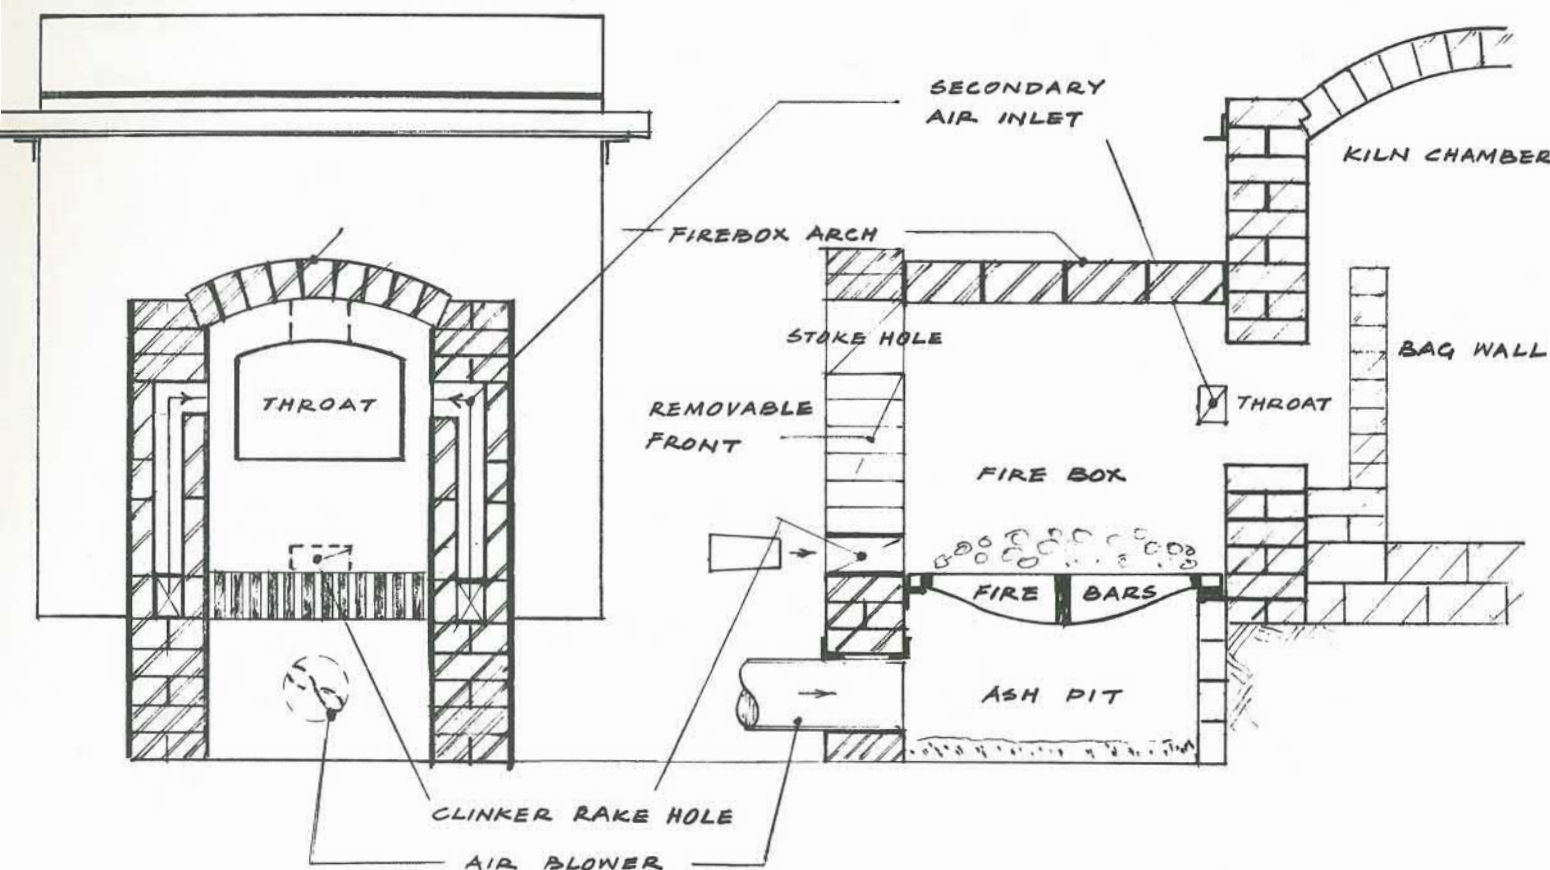 SECONDARY
AIR INLET
KILN CHAMBER
FIREBOX ARCH
STOKE HOLE
BAG WALL
THROAT
REMOVABLE
FRONT
THROAT
FIRE BOX
FIRE BARS
ASH PIT
CLINKER RAKE HOLE
AIR BLOWER